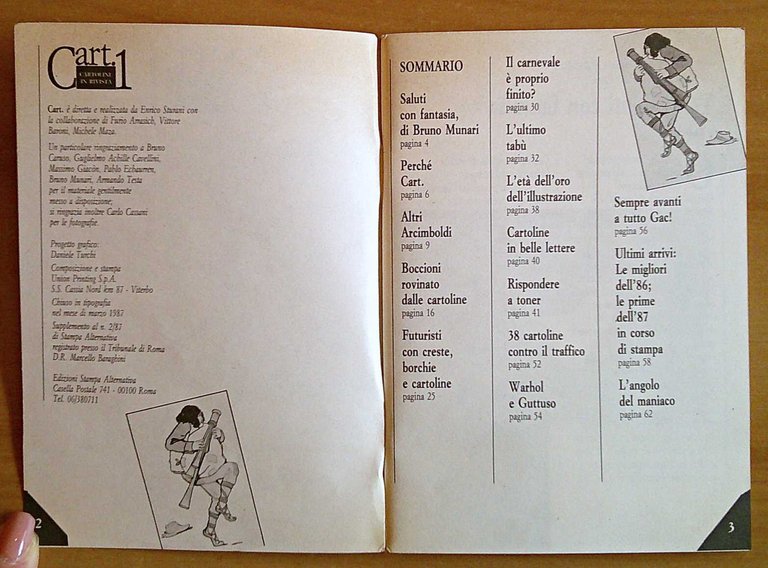 Cart.1
CARTOLINE
IN RIVISTA
Cart. è diretta e realizzata da Enrico Sturani con
la collaborazione di Furio Arrasich, Vittore
Baroni, Michele Maza.
Un particolare ringraziamento a Bruno
Caruso, Guglielmo Achille Cavellini,
Massimo Giacon, Pablo Echaurren,
Bruno Munari, Armando Testa
per il materiale gentilmente
messo a disposizione;
si ringrazia inoltre Carlo Cassani
per le fotografie.
Progetto grafico:
Daniele Turchi
Composizione e stampa
Union Printing S.p.A.
S.S. Cassia Nord km 87 - Viterbo
Chiuso in tipografia
nel mese di marzo 1987
Supplemento al n. 2/87
di Stampa Alternativa
registrato presso il Tribunale di Roma
D.R. Marcello Baraghini
Edizioni Stampa Alternativa
Casella Postale 741 - 00100 Roma
Tel. 06/380711
2
SOMMARIO
Saluti
con fantasia,
di Bruno Munari
pagina 4
Perché
Cart.
pagina 6
Altri
Arcimboldi
pagina 9
Boccioni
rovinato
dalle cartoline
pagina 16
Futuristi
con creste,
borchie
e cartoline
pagina 25
Il carnevale
è proprio
finito?
pagina 30
L'ultimo
tabù
pagina 32
L'età dell'oro
dell'illustrazione
pagina 38
Cartoline
in belle lettere
pagina 40
Rispondere
a toner
pagina 41
38 cartoline
contro il traffico
pagina 52
Warhol
e Guttuso
pagina 54
Sempre avanti
a tutto Gac!
pagina 56
Ultimi arrivi:
Le migliori
dell'86;
le prime
dell'87
in corso
di stampa
pagina 58
L'angolo
del maniaco
pagina 62
3